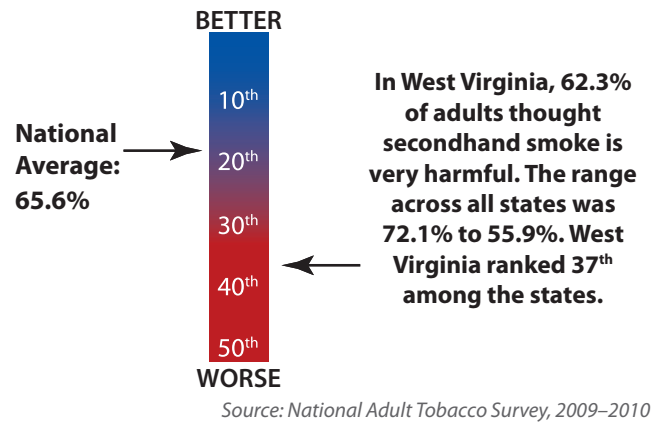 BETTER
10th
20th
30th
40th
50th
WORSE
National
Average:
65.6%
In West Virginia, 62.3%
of adults thought
secondhand smoke is
very harmful. The range
across all states was
72.1% to 55.9%. West
Virginia ranked 37th
among the states.
Source: National Adult Tobacco Survey, 2009–2010